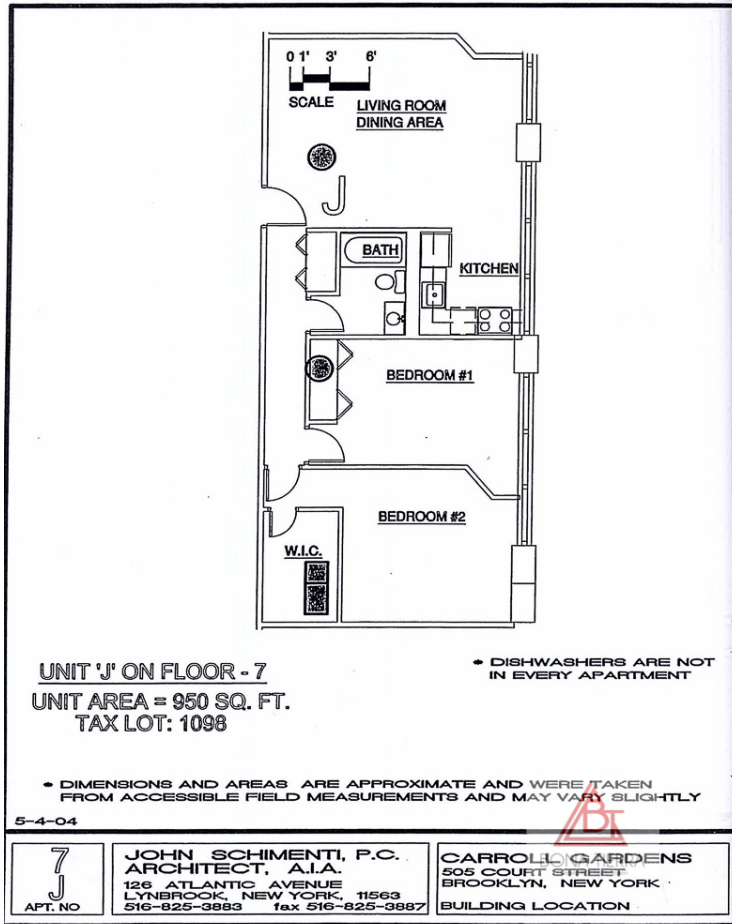 0 1' 3' 6'
SCALE
LIVING ROOM
DINING AREA
J
BATH
KITCHEN
BEDROOM #1
BEDROOM #2
W.I.C.
UNIT 'J' ON FLOOR - 7
UNIT AREA = 950 SQ. FT.
TAX LOT: 1098
* DISHWASHERS ARE NOT
IN EVERY APARTMENT
* DIMENSIONS AND AREAS ARE APPROXIMATE AND WERE TAKEN
FROM ACCESSIBLE FIELD MEASUREMENTS AND MAY VARY SLIGHTLY
5-4-04
7
J
APT. NO
JOHN SCHIMENTI, P.C.
ARCHITECT, A.I.A.
126 ATLANTIC AVENUE
LYNBROOK, NEW YORK, 11563
516-825-3883 fax 516-825-3887
BT
BONA TIERRA
CARROLL GARDENS
505 COURT STREET
BROOKLYN, NEW YORK
BUILDING LOCATION